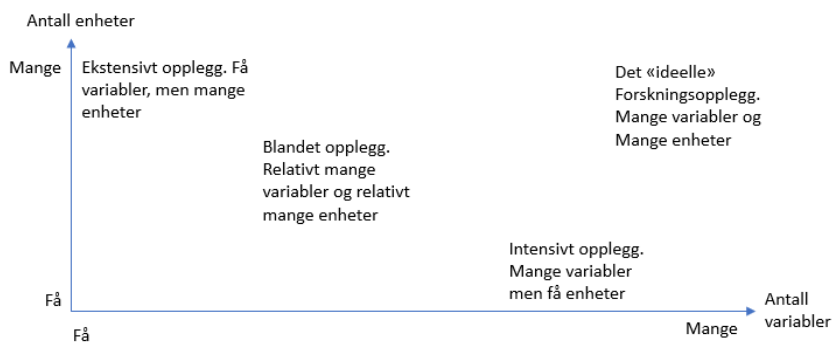 Antall enheter
Mange
Ekstensivt opplegg. Få
variabler, men mange
enheter
Det «ideelle»
Forskningsopplegg.
Mange variabler og
Mange enheter
Blandet opplegg.
Relativt mange
variabler og relativt
mange enheter
Intensivt opplegg.
Mange variabler
men få enheter
Få
Få
Mange
Antall
variabler